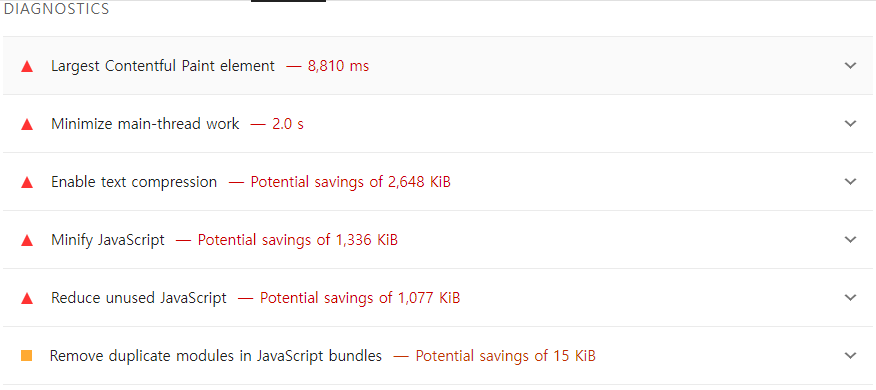 DIAGNOSTICS
Largest Contentful Paint element — 8,810 ms
Minimize main-thread work — 2.0 s
Enable text compression — Potential savings of 2,648 KiB
Minify JavaScript — Potential savings of 1,336 KiB
Reduce unused JavaScript — Potential savings of 1,077 KiB
Remove duplicate modules in JavaScript bundles — Potential savings of 15 KiB